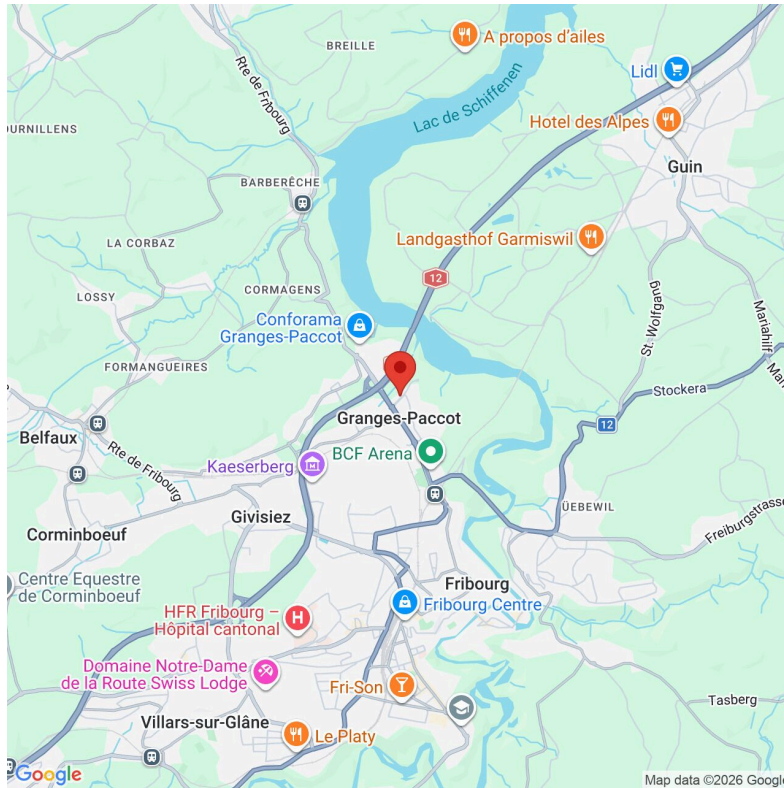 BREILLE
A propos d'ailes
Rte de Fribourg
Lidl
Lac de Schiffenen
Hotel des Alpes
OURNILLENS
Guin
BARBERÊCHE
Landgasthof Garmiswil
LA CORBAZ
12
CORMAGENS
LOSSY
St. Wolfgang
Mariahilf
Conforama
Granges-Paccot
FORMANGUEIRES
Stockera
Granges-Paccot
12
Belfaux
BCF Arena
Rte de Fribourg
Kaeserberg
ÜEBEWIL
Givisiez
Freiburgstrasse
Corminboeuf
Centre Equestre
de Corminboeuf
Fribourg
Fribourg Centre
HFR Fribourg –
Hôpital cantonal
H
Domaine Notre-Dame
de la Route Swiss Lodge
Fri-Son
Tasberg
Villars-sur-Glâne
Le Platy
Google
Map data ©2026 Google